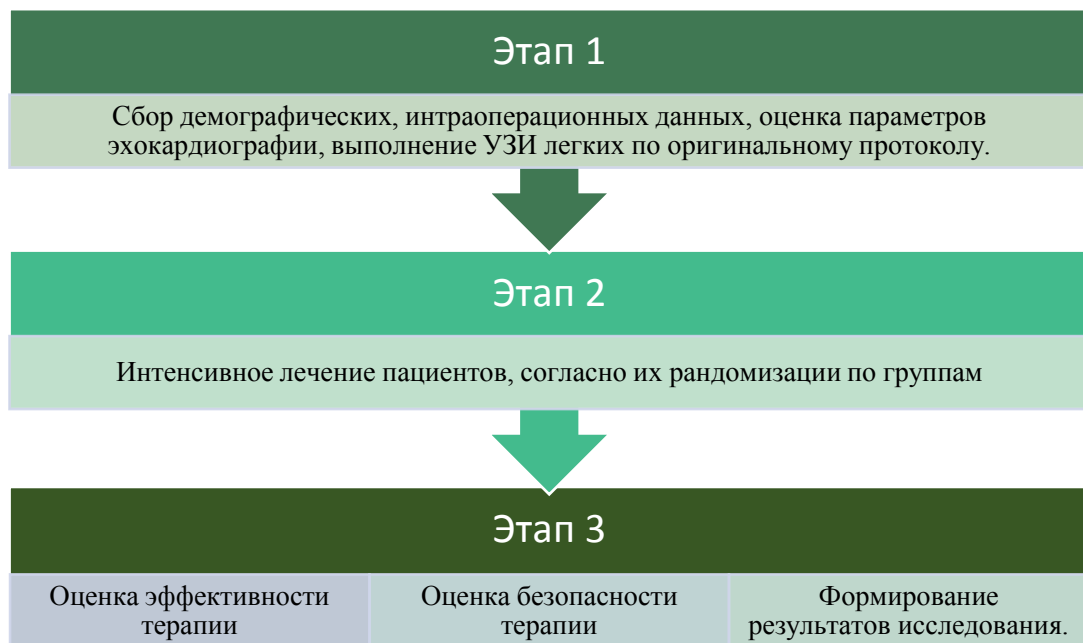 Этап 1
Сбор демографических, интраоперационных данных, оценка параметров
эхокардиографии, выполнение УЗИ легких по оригинальному протоколу.
Этап 2
Интенсивное лечение пациентов, согласно их рандомизации по группам
Этап 3
Оценка эффективности
терапии
Оценка безопасности
терапии
Формирование
результатов исследования.